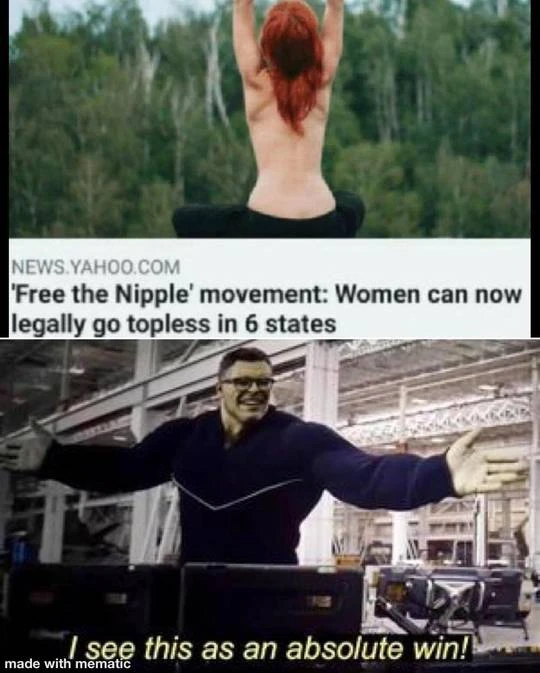 NEWS.YAHOO.COM
'Free the Nipple' movement: Women can now
legally go topless in 6 states
I see this as an absolute win!
made with mematic